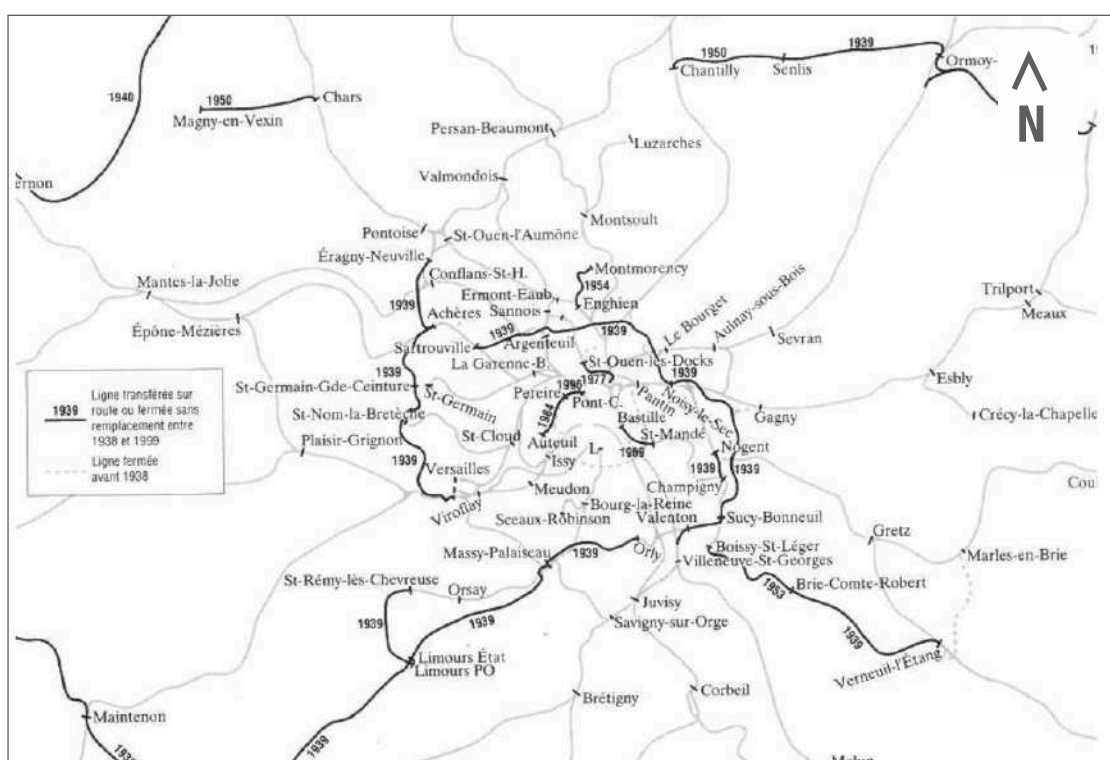 1950
1939
Chantilly
Senlis
Ormoy-
N
1940
1950
Chars
Magny-en-Vexin
Persan-Beaumont
Luzarches
ernon
Valmondois
Pontoise
St-Ouen-l'Aumône
Montsoult
Éragny-Neuville
Conflans-St-H.
Montmorency
1954
Mantes-la-Jolie
Ermont-Eaub.
Enghien
Sannois
Le Bourget
Aulnay-sous-Bois
Trilport
Meaux
1939
Achères
Épône-Mézières
1939
1939
Sartrouville
Argenteuil
Sevran
La Garenne-B.
St-Ouen-les-Docks
1939
1939
Ligne transférée sur
route ou fermée sans
remplacement entre
1938 et 1999
Ligne fermée
avant 1938
1939
St-Germain-Gde-Ceinture
St-Germain
1996
1977
Pereire
Pont-C.
Pantin
Noisy-le-Sec
Esbly
Crécy-la-Chapelle
Gagny
St-Nom-la-Bretèche
1984
Bastille
St-Mandé
Plaisir-Grignon
St-Cloud
Auteuil
1989
Nogent
Issy
L.
1939
Versailles
1939
1939
Champigny
Meudon
Viroflay
Bourg-la-Reine
Sceaux-Robinson
Valenton
Sucy-Bonneuil
Cou
Gretz
Massy-Palaiseau
1939
Orly
Boissy-St-Léger
Villeneuve-St-Georges
Marles-en-Brie
St-Rémy-lès-Chevreuse
Orsay
1953
Brie-Comte-Robert
Juvisy
1939
1939
Savigny-sur-Orge
1939
Limours État
Limours PO
Verneuil-l'Étang
Brétigny
Corbeil
Maintenon
1939